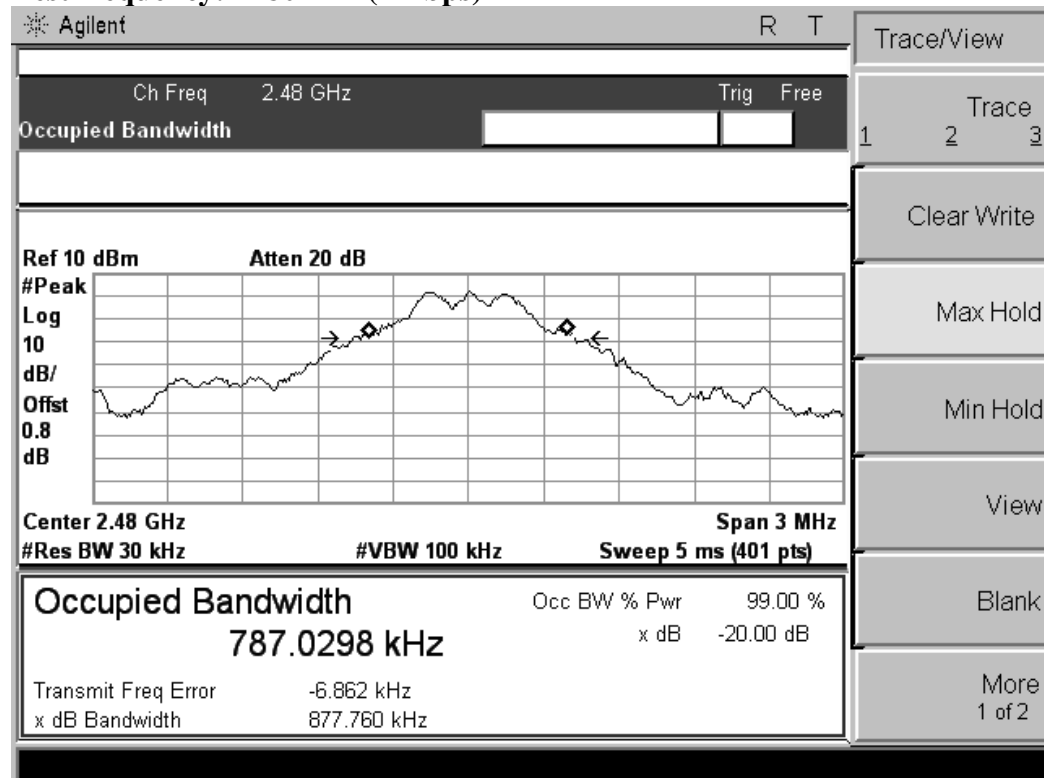 Agilent R T
Trace/View
Ch Freq 2.48 GHz Trig Free
Occupied Bandwidth
Trace
1 2 3
Clear Write
Ref 10 dBm Atten 20 dB
#Peak
Log
10
dB/
Offst
0.8
dB
Max Hold
Min Hold
View
Center 2.48 GHz Span 3 MHz
#Res BW 30 kHz #VBW 100 kHz Sweep 5 ms (401 pts)
Occupied Bandwidth
787.0298 kHz
Occ BW % Pwr 99.00 %
x dB -20.00 dB
Transmit Freq Error -6.862 kHz
x dB Bandwidth 877.760 kHz
Blank
More
1 of 2